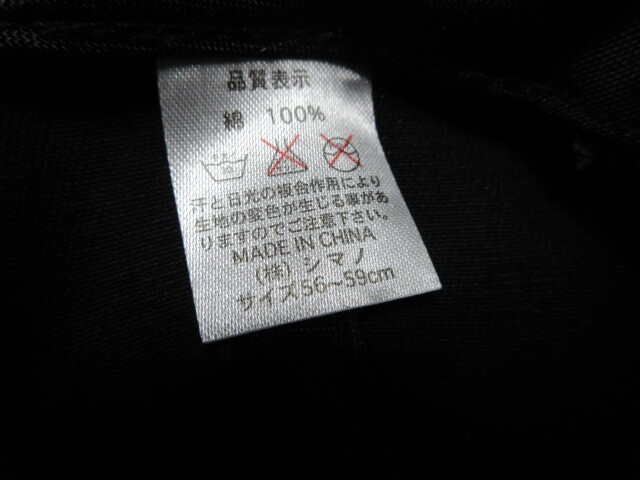 品質表示
綿 100%
汗と日光の複合作用により
生地の変色が生じる事があ
りますのでご注意下さい。
MADE IN CHINA
(株)シマノ
サイズ56~59cm